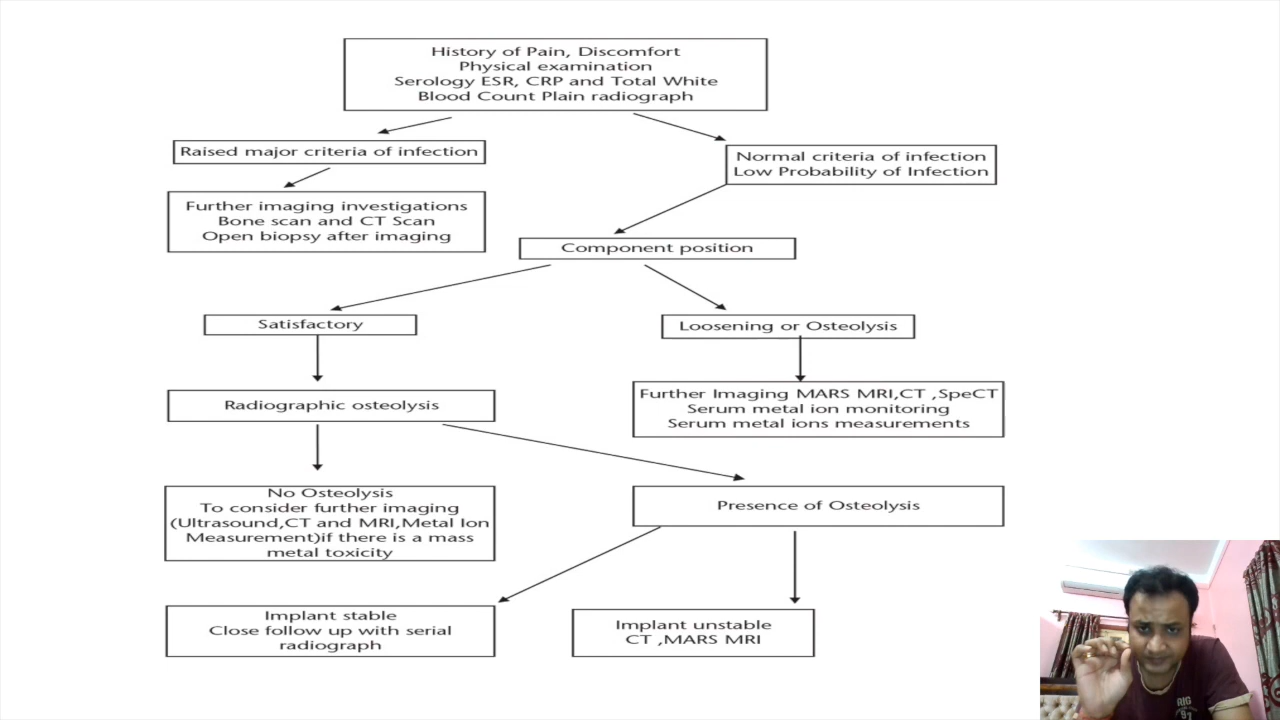 History of Pain, Discomfort
Physical examination
Serology ESR, CRP and Total White
Blood Count Plain radiograph
Raised major criteria of infection
Normal criteria of infection
Low Probability of Infection
Further imaging investigations
Bone scan and CT Scan
Open biopsy after imaging
Component position
Satisfactory
Loosening or Osteolysis
Radiographic osteolysis
Further Imaging MARS MRI,CT ,SpeCT
Serum metal ion monitoring
Serum metal ions measurements
No Osteolysis
To consider further imaging
(Ultrasound,CT and MRI,Metal Ion
Measurement)if there is a mass
metal toxicity
Presence of Osteolysis
Implant stable
Close follow up with serial
radiograph
Implant unstable
CT ,MARS MRI
RIG